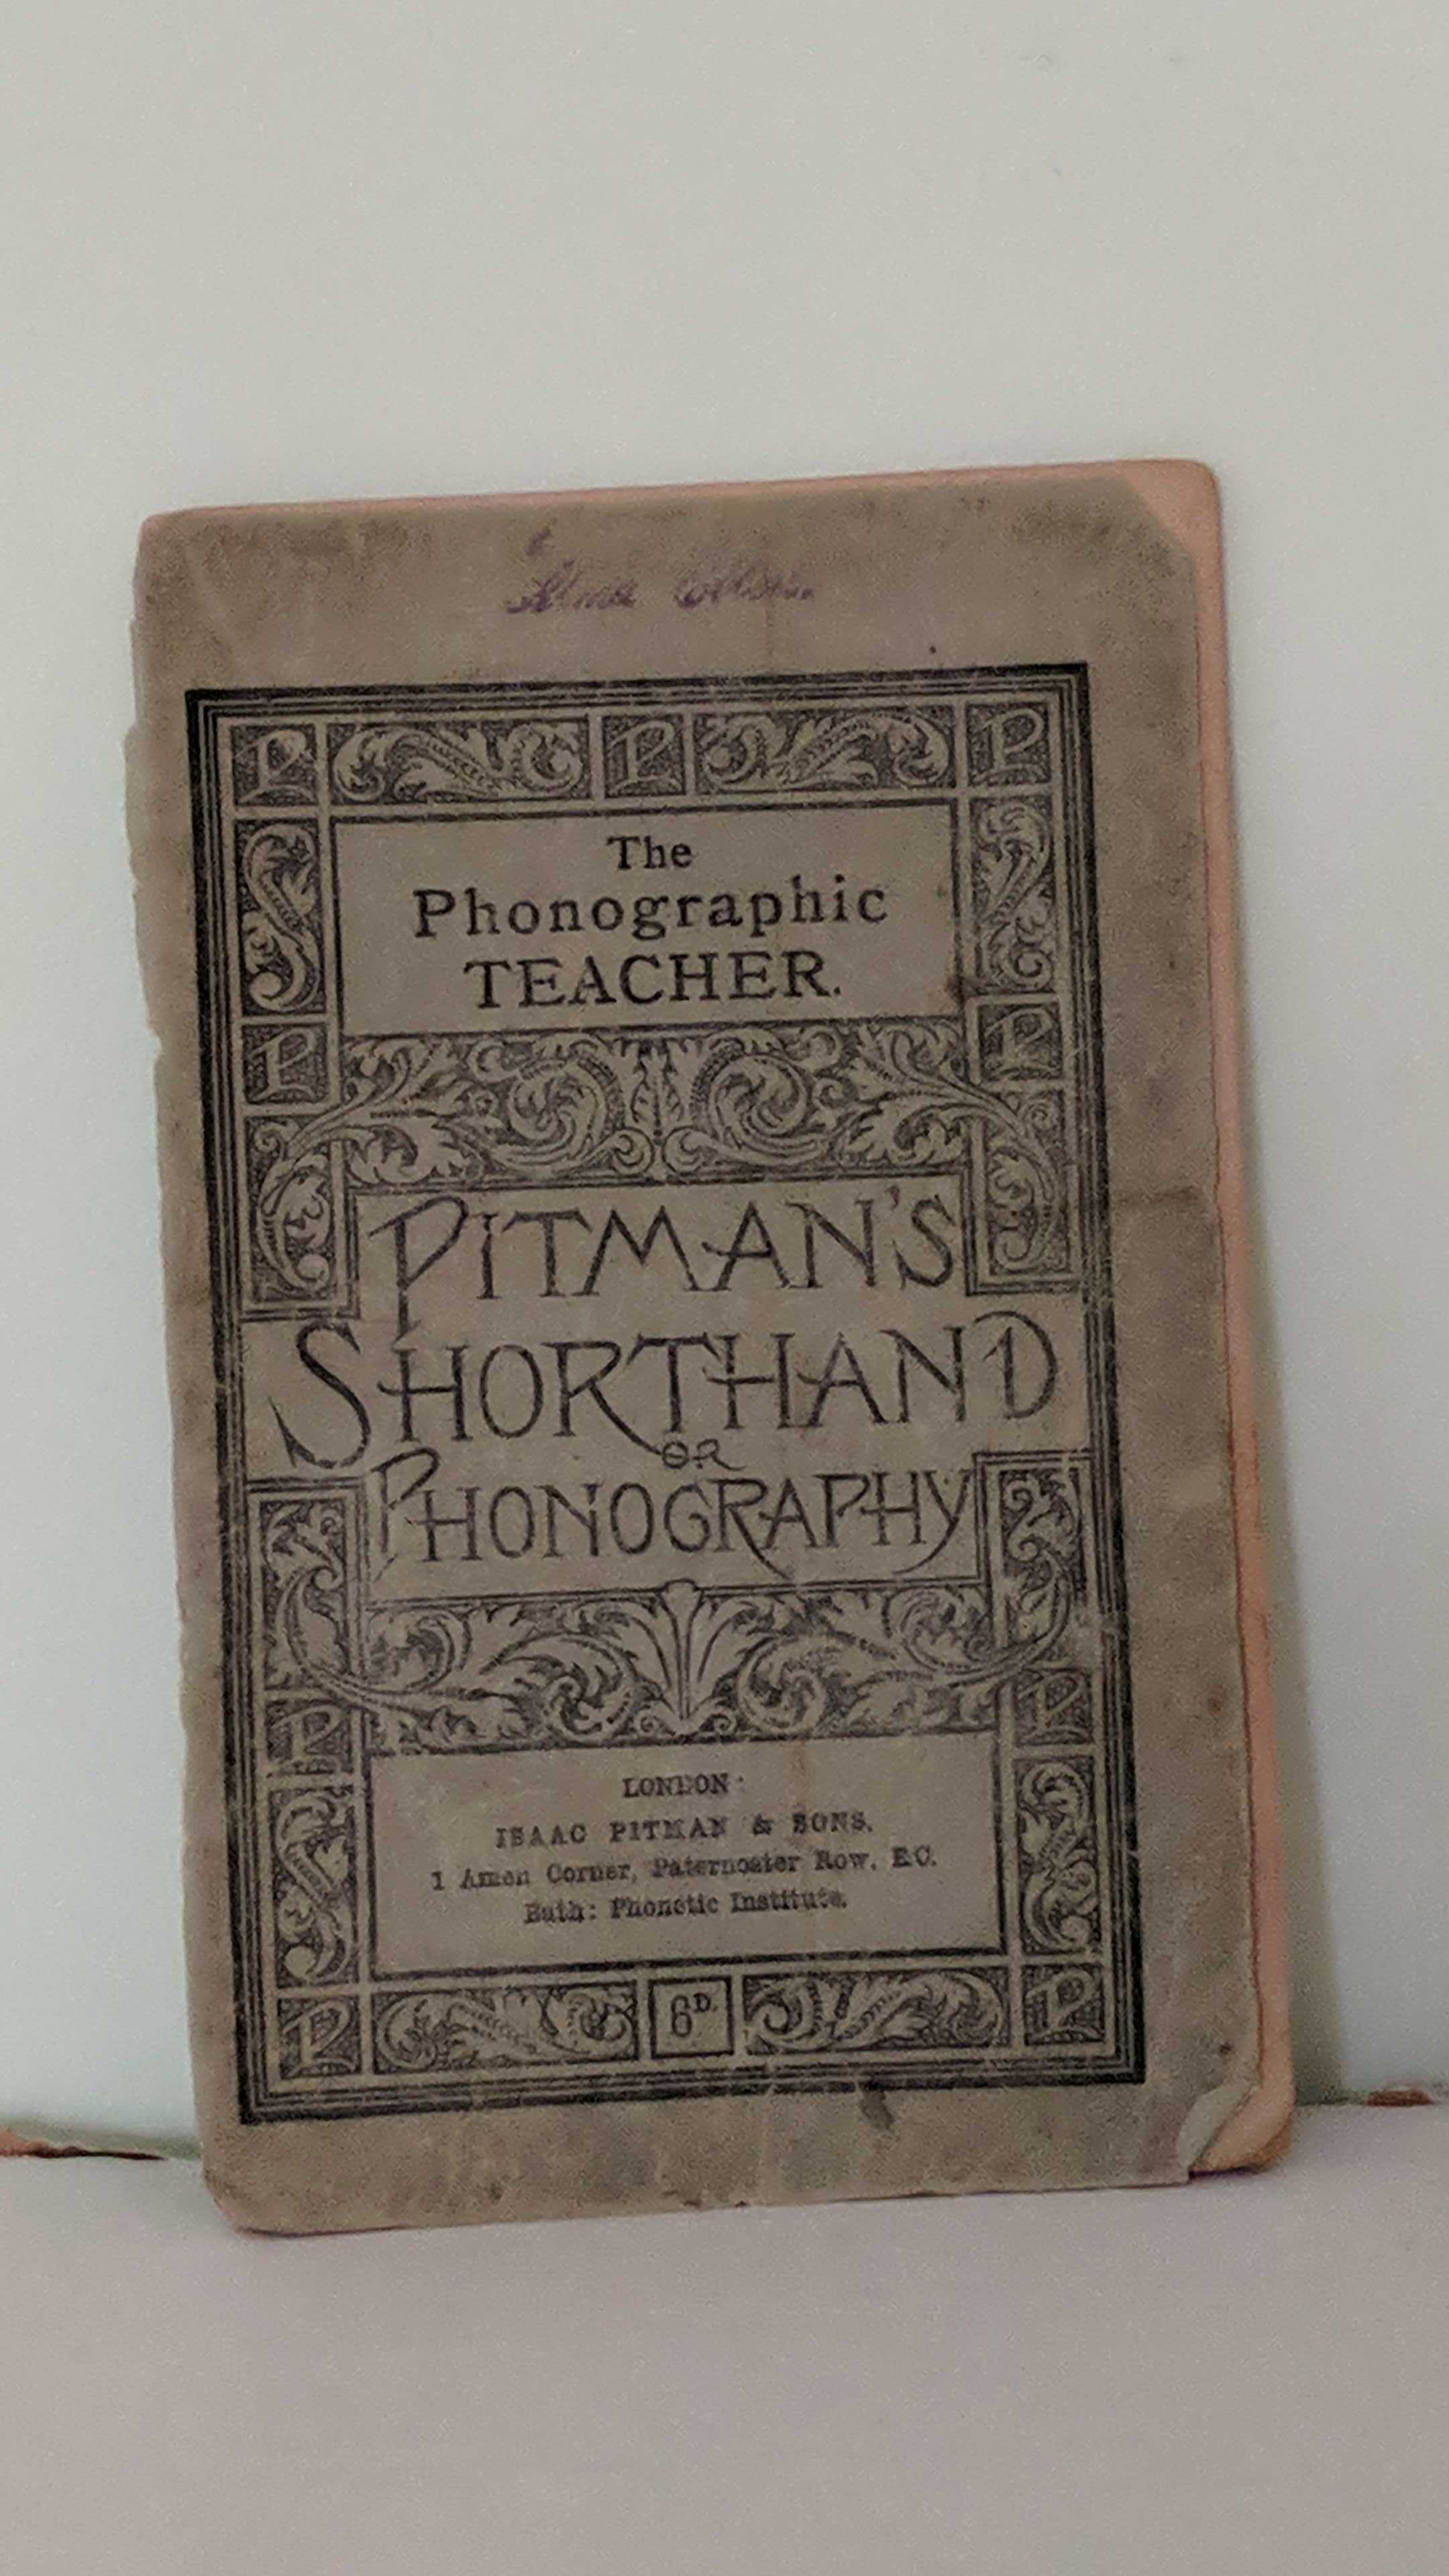 The
Phonographic
TEACHER.
PITMAN'S
SHORTHAND
OR
PHONOGRAPHY
LONDON:
ISAAC PITMAN & SONS,
1 Amen Corner, Paternoster Row, E.C.
Bath: Phonetic Institute.
6D.